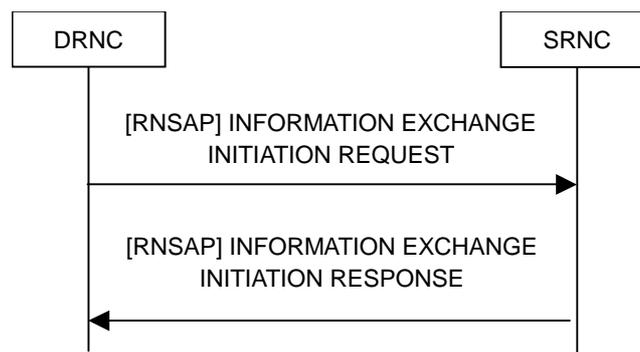 DRNC
SRNC
[RNSAP] INFORMATION EXCHANGE
INITIATION REQUEST
[RNSAP] INFORMATION EXCHANGE
INITIATION RESPONSE